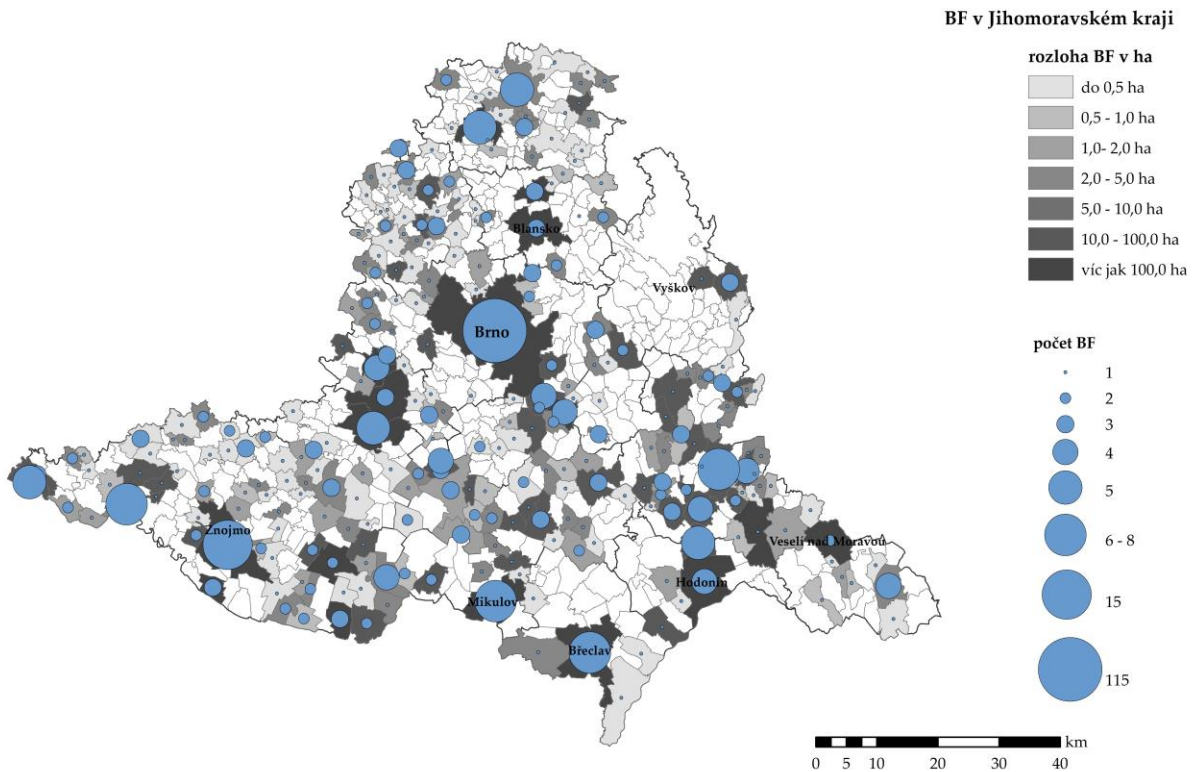 BF v Jihomoravském kraji
rozloha BF v ha
do 0,5 ha
0,5 - 1,0 ha
1,0- 2,0 ha
2,0 - 5,0 ha
5,0 - 10,0 ha
10,0 - 100,0 ha
víc jak 100,0 ha
Blansko
Vyškov
Brno
Znojmo
Veselí nad Moravou
Hodonín
Mikulov
Břeclav
počet BF
1
2
3
4
5
6 - 8
15
115
km
0 5 10 20 30 40